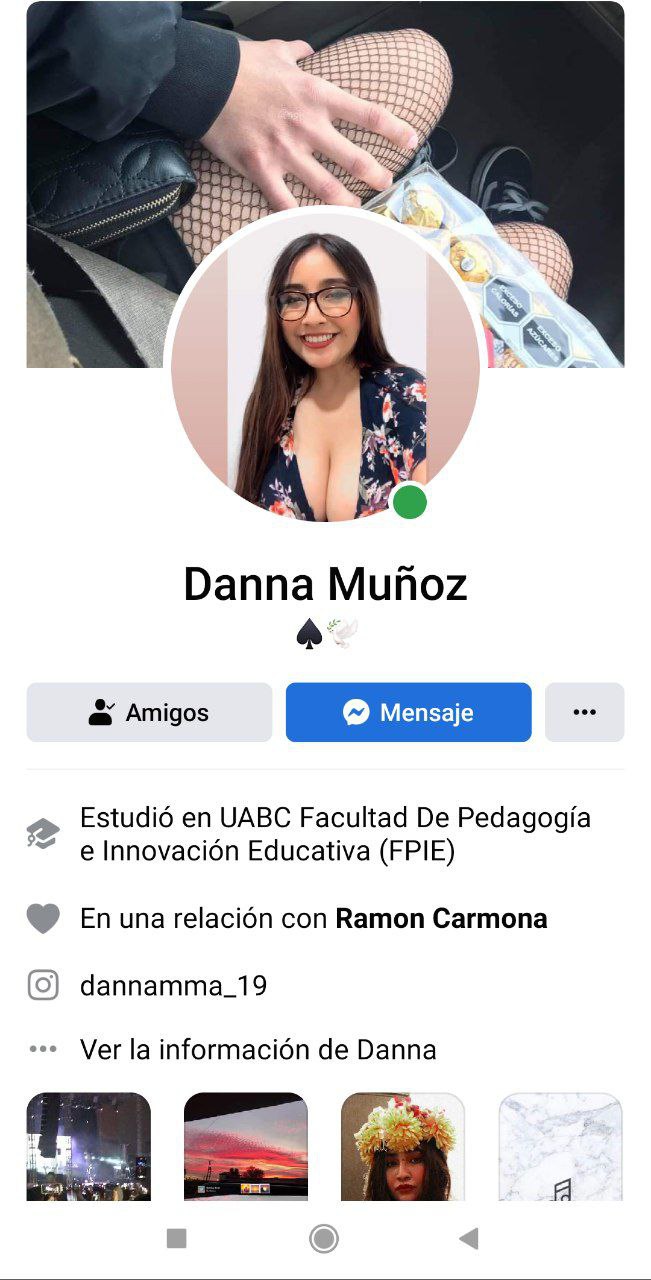 EXCESO
CALORÍAS
EXCESO
AZÚCARES
Danna Muñoz
♠️🕊️
Amigos
Mensaje
Estudió en UABC Facultad De Pedagogía
e Innovación Educativa (FPIE)
En una relación con Ramon Carmona
dannamma_19
Ver la información de Danna